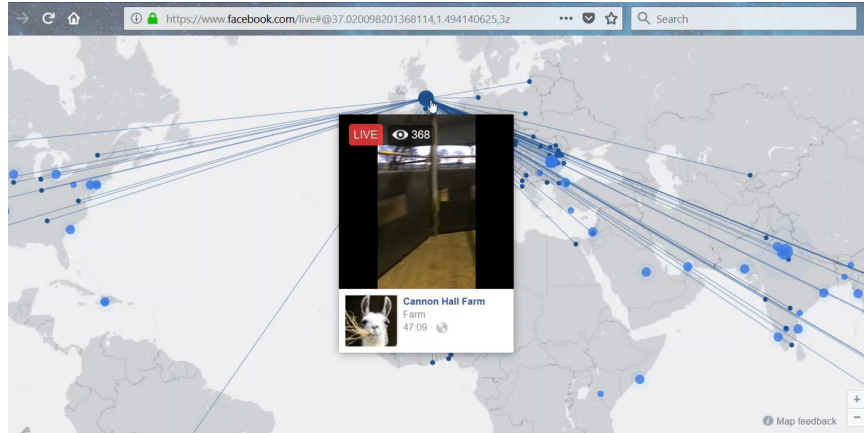 https://www.facebook.com/live#@37.020098201368114,1.494140625,3z
Search
LIVE 368
Cannon Hall Farm
Farm
47:09 ·
Map feedback
+
−